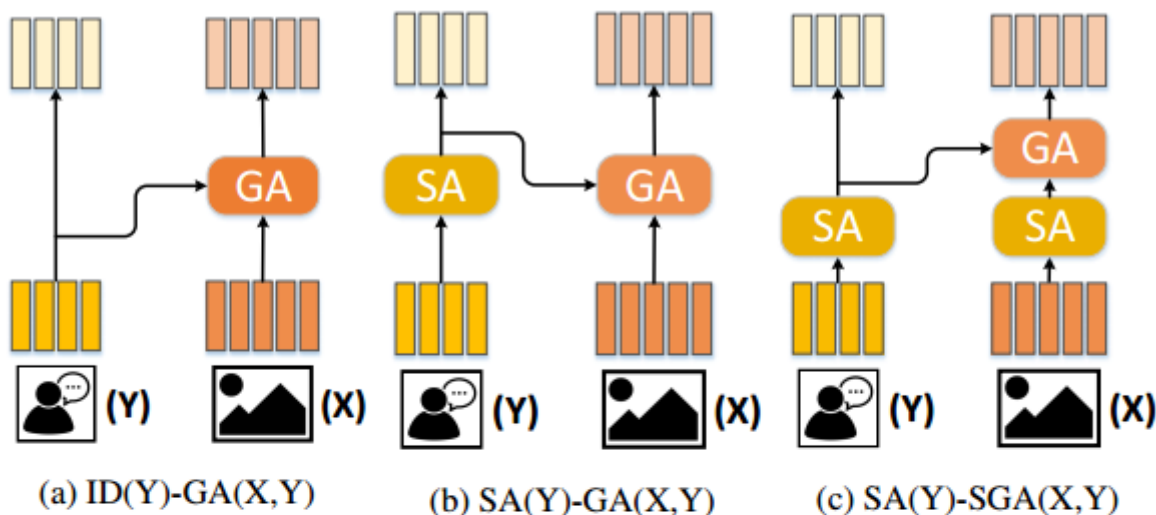 GA
SA
GA
GA
SA
SA
(Y)
(X)
(Y)
(X)
(Y)
(X)
(a) ID(Y)-GA(X,Y)
(b) SA(Y)-GA(X,Y)
(c) SA(Y)-SGA(X,Y)